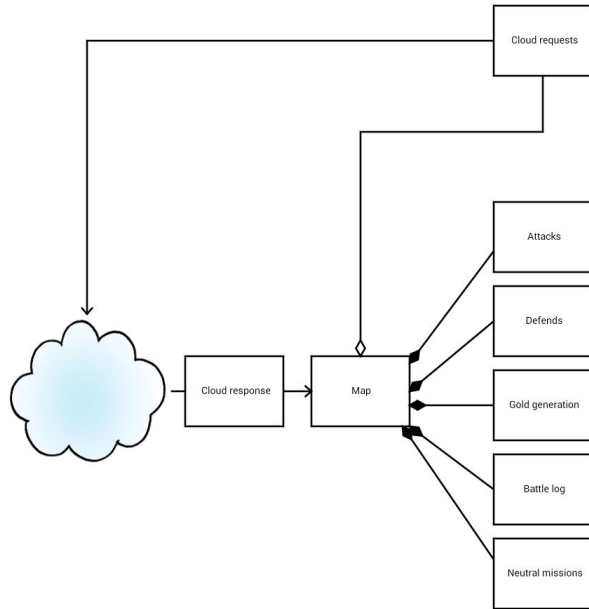 Cloud requests
Attacks
Defends
Cloud response
Map
Gold generation
Battle log
Neutral missions